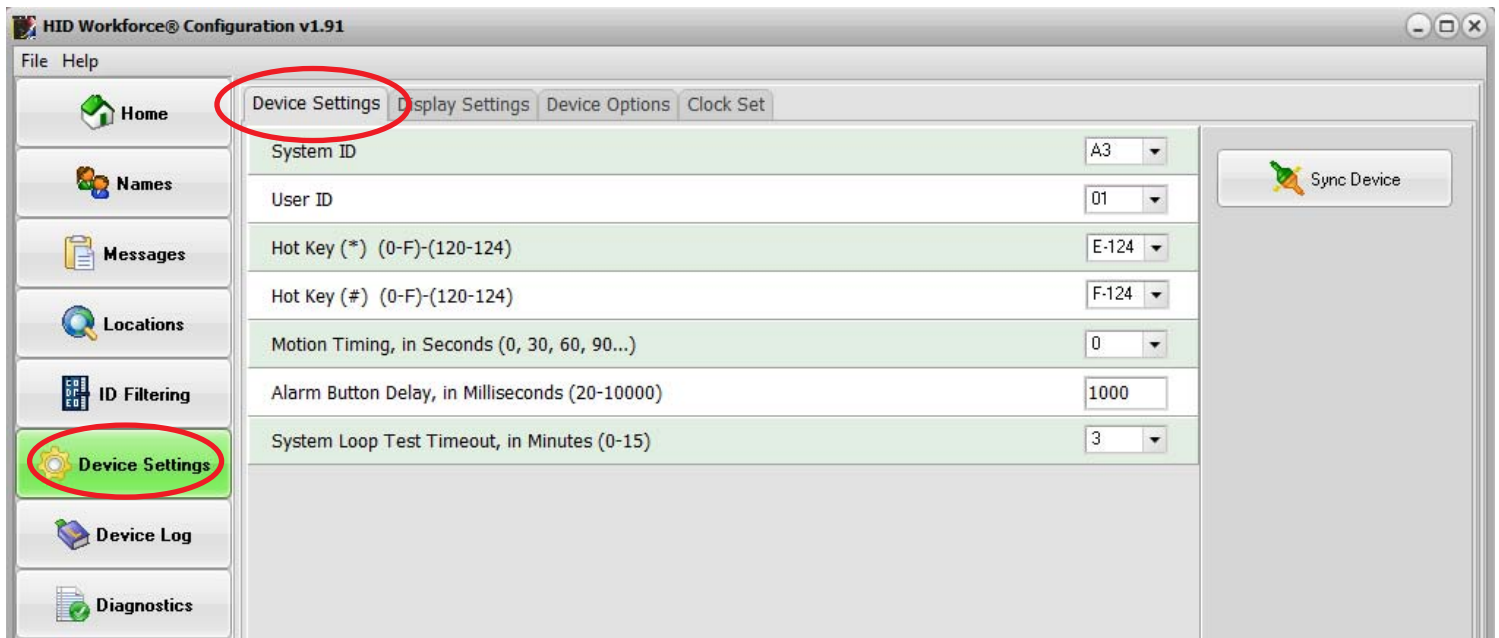 HID Workforce® Configuration v1.91
File Help
Home
Names
Messages
Locations
ID Filtering
Device Settings
Device Log
Diagnostics
Device Settings Display Settings Device Options Clock Set
System ID A3
User ID 01
Hot Key (*) (0-F)-(120-124) E-124
Hot Key (#) (0-F)-(120-124) F-124
Motion Timing, in Seconds (0, 30, 60, 90...) 0
Alarm Button Delay, in Milliseconds (20-10000) 1000
System Loop Test Timeout, in Minutes (0-15) 3
Sync Device